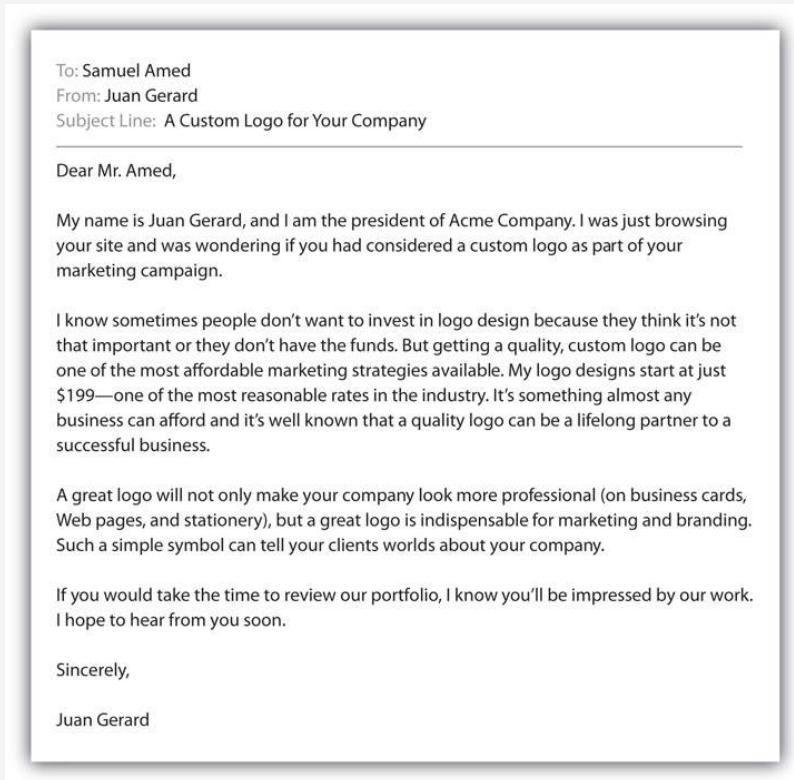 To: Samuel Amed
From: Juan Gerard
Subject Line: A Custom Logo for Your Company
Dear Mr. Amed,
My name is Juan Gerard, and I am the president of Acme Company. I was just browsing
your site and was wondering if you had considered a custom logo as part of your
marketing campaign.
I know sometimes people don’t want to invest in logo design because they think it’s not
that important or they don’t have the funds. But getting a quality, custom logo can be
one of the most affordable marketing strategies available. My logo designs start at just
$199—one of the most reasonable rates in the industry. It’s something almost any
business can afford and it’s well known that a quality logo can be a lifelong partner to a
successful business.
A great logo will not only make your company look more professional (on business cards,
Web pages, and stationery), but a great logo is indispensable for marketing and branding.
Such a simple symbol can tell your clients worlds about your company.
If you would take the time to review our portfolio, I know you’ll be impressed by our work.
I hope to hear from you soon.
Sincerely,
Juan Gerard